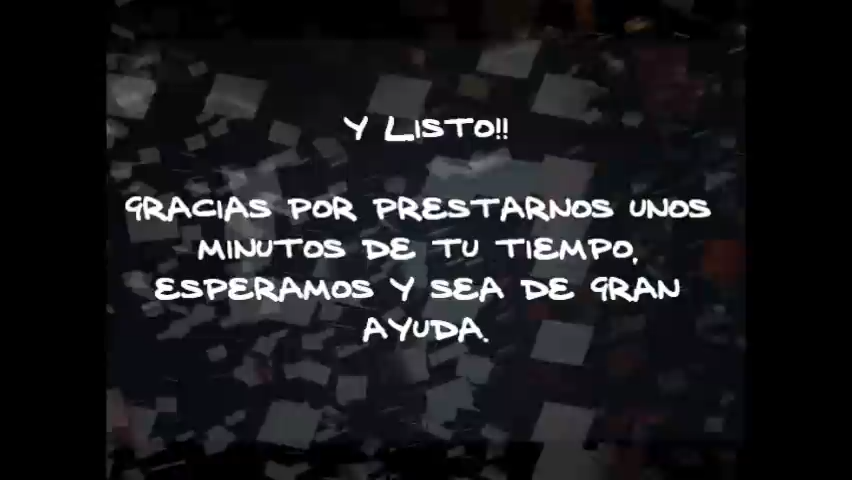 Y LISTO!!
GRACIAS POR PRESTARNOS UNOS
MINUTOS DE TU TIEMPO,
ESPERAMOS Y SEA DE GRAN
AYUDA.